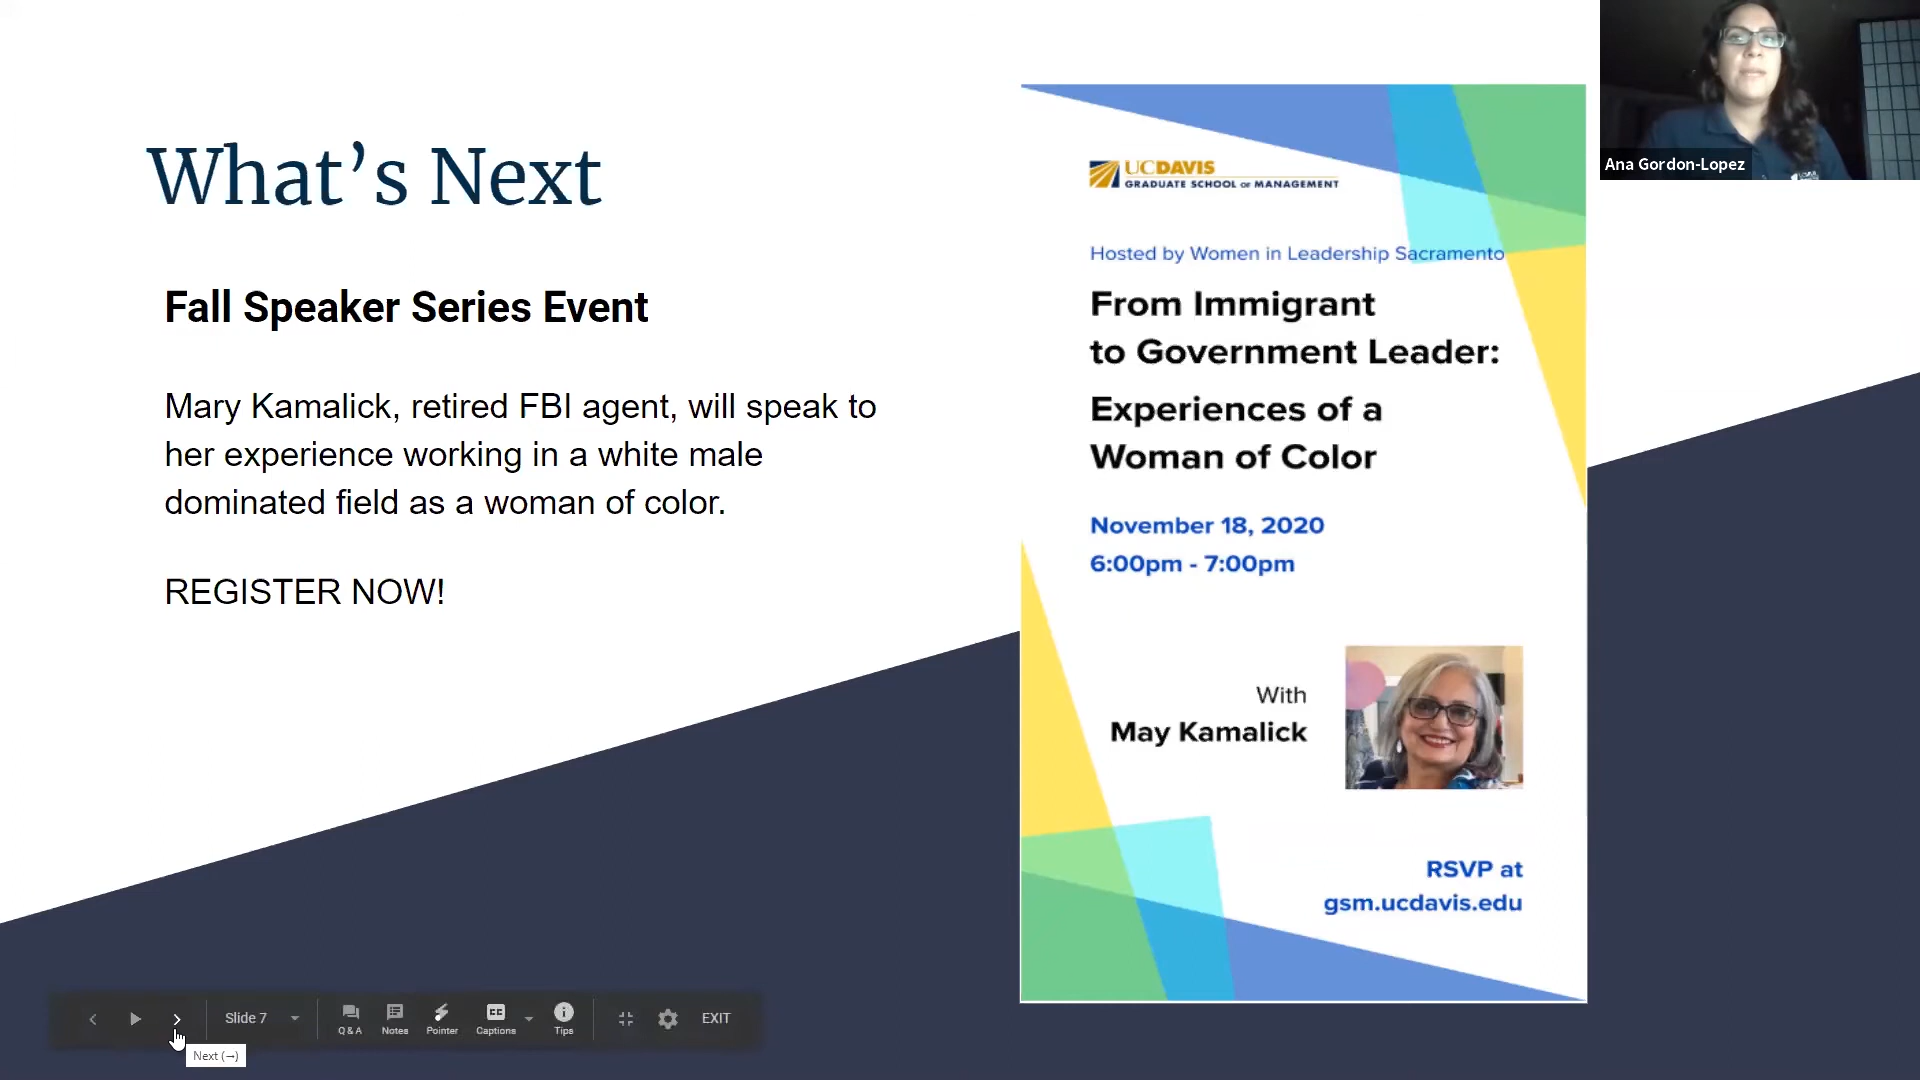 What’s Next
Fall Speaker Series Event
Mary Kamalick, retired FBI agent, will speak to
her experience working in a white male
dominated field as a woman of color.
REGISTER NOW!
UCDAVIS
GRADUATE SCHOOL OF MANAGEMENT
Hosted by Women in Leadership Sacramento
From Immigrant
to Government Leader:
Experiences of a
Woman of Color
November 18, 2020
6:00pm - 7:00pm
With
May Kamalick
RSVP at
gsm.ucdavis.edu
Ana Gordon-Lopez
Slide 7
Q & A
Notes
Pointer
CC
Captions
Tips
EXIT
Next (→)